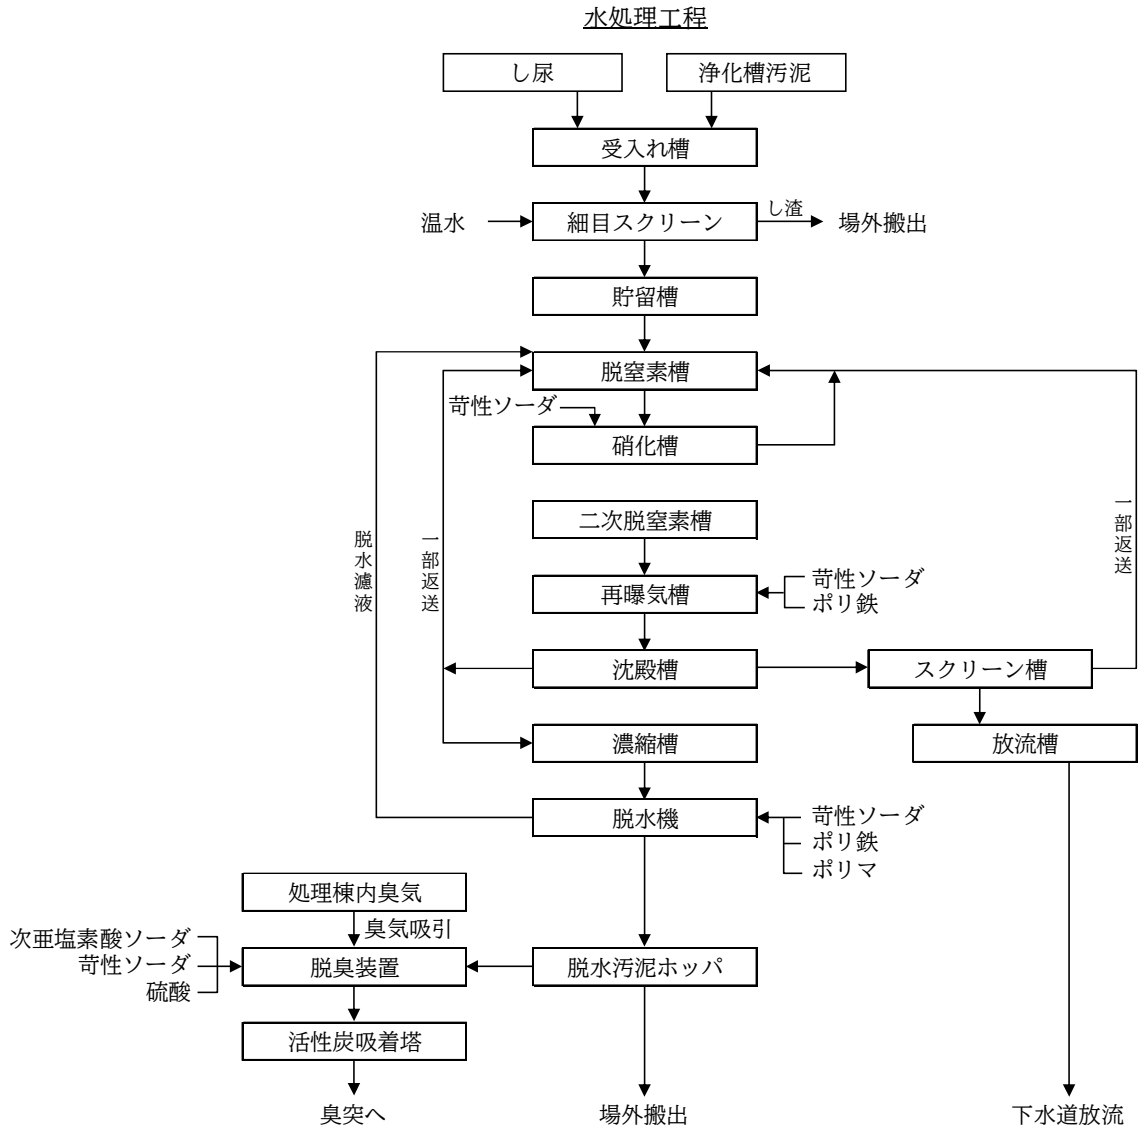 水処理工程
し尿
浄化槽汚泥
受入れ槽
温水
細目スクリーン
し渣
場外搬出
貯留槽
脱窒素槽
苛性ソーダ
硝化槽
二次脱窒素槽
脱水濾液
一部返送
一部返送
再曝気槽
苛性ソーダ
ポリ鉄
沈殿槽
スクリーン槽
濃縮槽
放流槽
脱水機
苛性ソーダ
ポリ鉄
ポリマ
処理棟内臭気
臭気吸引
次亜塩素酸ソーダ
苛性ソーダ
硫酸
脱臭装置
脱水汚泥ホッパ
活性炭吸着塔
臭突へ
場外搬出
下水道放流